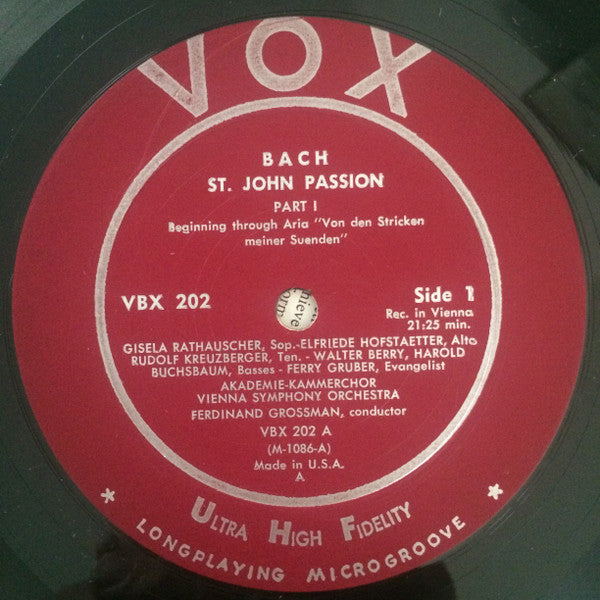 VOX
BACH
ST. JOHN PASSION
PART I
Beginning through Aria "Von den Stricken
meiner Suenden"
VBX 202
Side 1
Rec. in Vienna
21:25 min.
GISELA RATHAUSCHER, Sop.-ELFRIEDE HOFSTAETTER, Alto
RUDOLF KREUZBERGER, Ten. - WALTER BERRY, HAROLD
BUCHSBAUM, Basses - FERRY GRUBER, Evangelist
AKADEMIE-KAMMERCHOR
VIENNA SYMPHONY ORCHESTRA
FERDINAND GROSSMAN, conductor
VBX 202 A
(M-1086-A)
Made in U.S.A.
A
ULTRA HIGH FIDELITY
* LONGPLAYING MICROGROOVE *